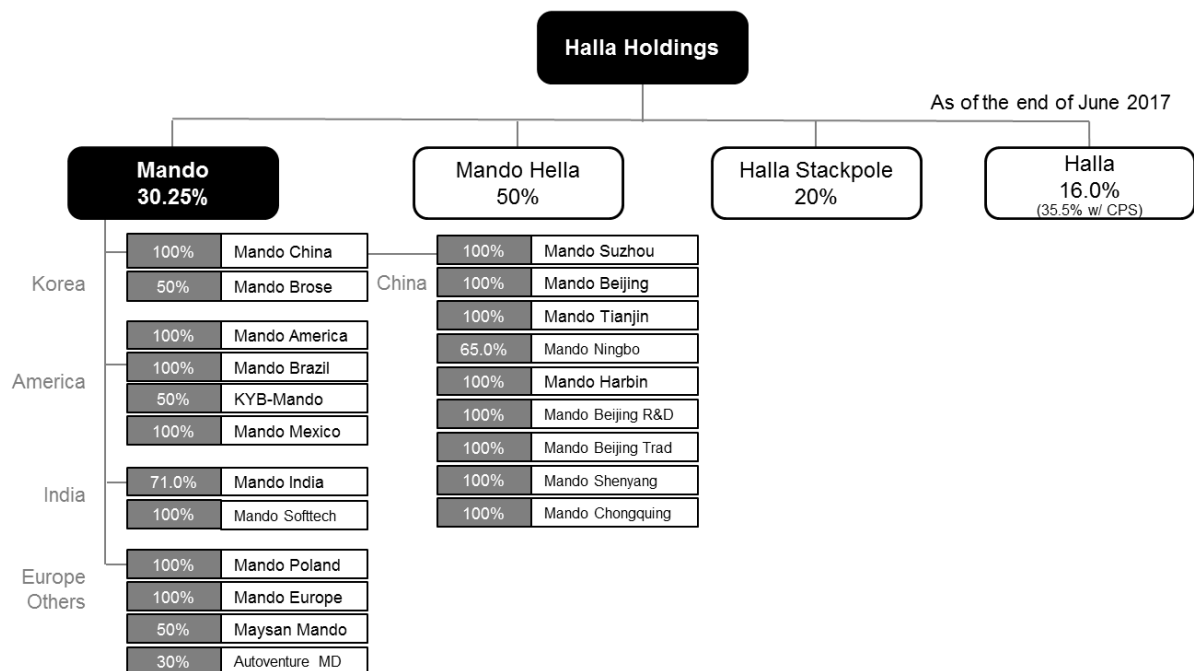 Halla Holdings
As of the end of June 2017
Mando
30.25%
Mando Hella
50%
Halla Stackpole
20%
Halla
16.0%
(35.5% w/ CPS)
Korea
100% Mando China
50% Mando Brose
America
100% Mando America
100% Mando Brazil
50% KYB-Mando
100% Mando Mexico
India
71.0% Mando India
100% Mando Softtech
Europe
Others
100% Mando Poland
100% Mando Europe
50% Maysan Mando
30% Autoventure MD
China
100% Mando Suzhou
100% Mando Beijing
100% Mando Tianjin
65.0% Mando Ningbo
100% Mando Harbin
100% Mando Beijing R&D
100% Mando Beijing Trad
100% Mando Shenyang
100% Mando Chongquing